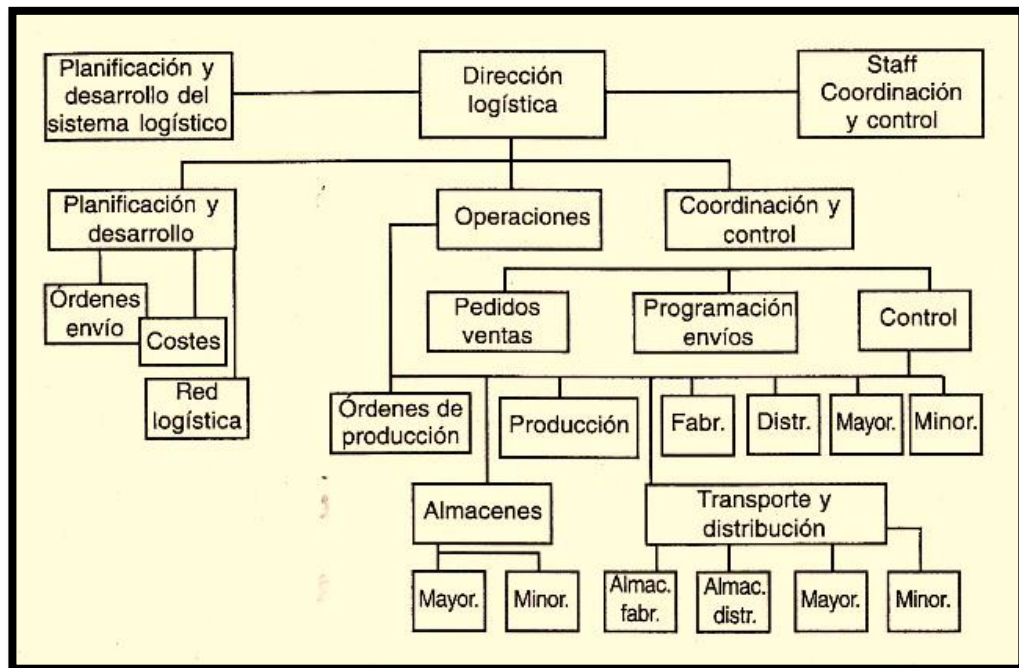 Planificación y
desarrollo del
sistema logístico
Dirección
logística
Staff
Coordinación
y control
Planificación y
desarrollo
Operaciones
Coordinación y
control
Órdenes
envío
Costes
Red
logística
Pedidos
ventas
Programación
envíos
Control
Órdenes de
producción
Producción
Fabr.
Distr.
Mayor.
Minor.
Almacenes
Transporte y
distribución
Mayor.
Minor.
Almac.
fabr.
Almac.
distr.
Mayor.
Minor.